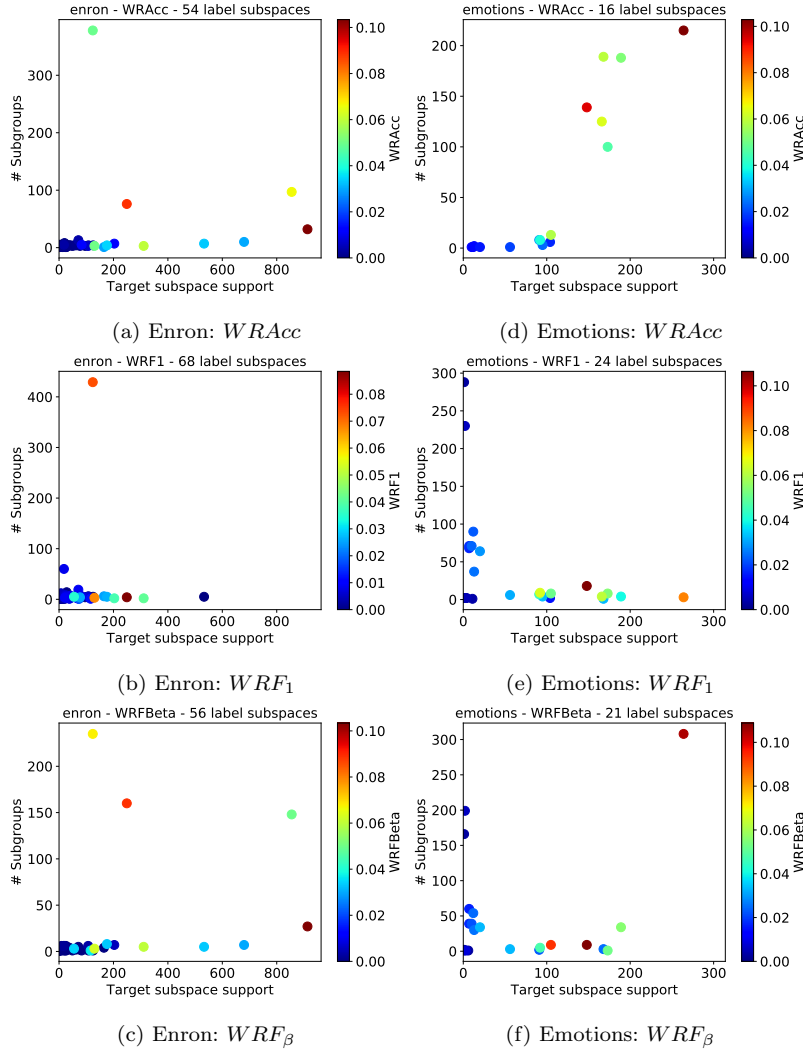 enron - WRAcc - 54 label subspaces
# Subgroups
300
200
100
0
0 200 400 600 800
Target subspace support
0.10
0.08
0.06
0.04
0.02
0.00
WRAcc
(a) Enron: WRAcc
emotions - WRAcc - 16 label subspaces
# Subgroups
200
150
100
50
0
0 100 200 300
Target subspace support
0.10
0.08
0.06
0.04
0.02
0.00
WRAcc
(d) Emotions: WRAcc
enron - WRF1 - 68 label subspaces
# Subgroups
400
300
200
100
0
0 200 400 600 800
Target subspace support
0.08
0.07
0.06
0.05
0.04
0.03
0.02
0.01
0.00
WRF1
(b) Enron: WRF₁
emotions - WRF1 - 24 label subspaces
# Subgroups
300
250
200
150
100
50
0
0 100 200 300
Target subspace support
0.10
0.08
0.06
0.04
0.02
0.00
WRF1
(e) Emotions: WRF₁
enron - WRFBeta - 56 label subspaces
# Subgroups
200
150
100
50
0
0 200 400 600 800
Target subspace support
0.10
0.08
0.06
0.04
0.02
0.00
WRFBeta
(c) Enron: WRFᵦ
emotions - WRFBeta - 21 label subspaces
# Subgroups
300
250
200
150
100
50
0
0 100 200 300
Target subspace support
0.10
0.08
0.06
0.04
0.02
0.00
WRFBeta
(f) Emotions: WRFᵦ